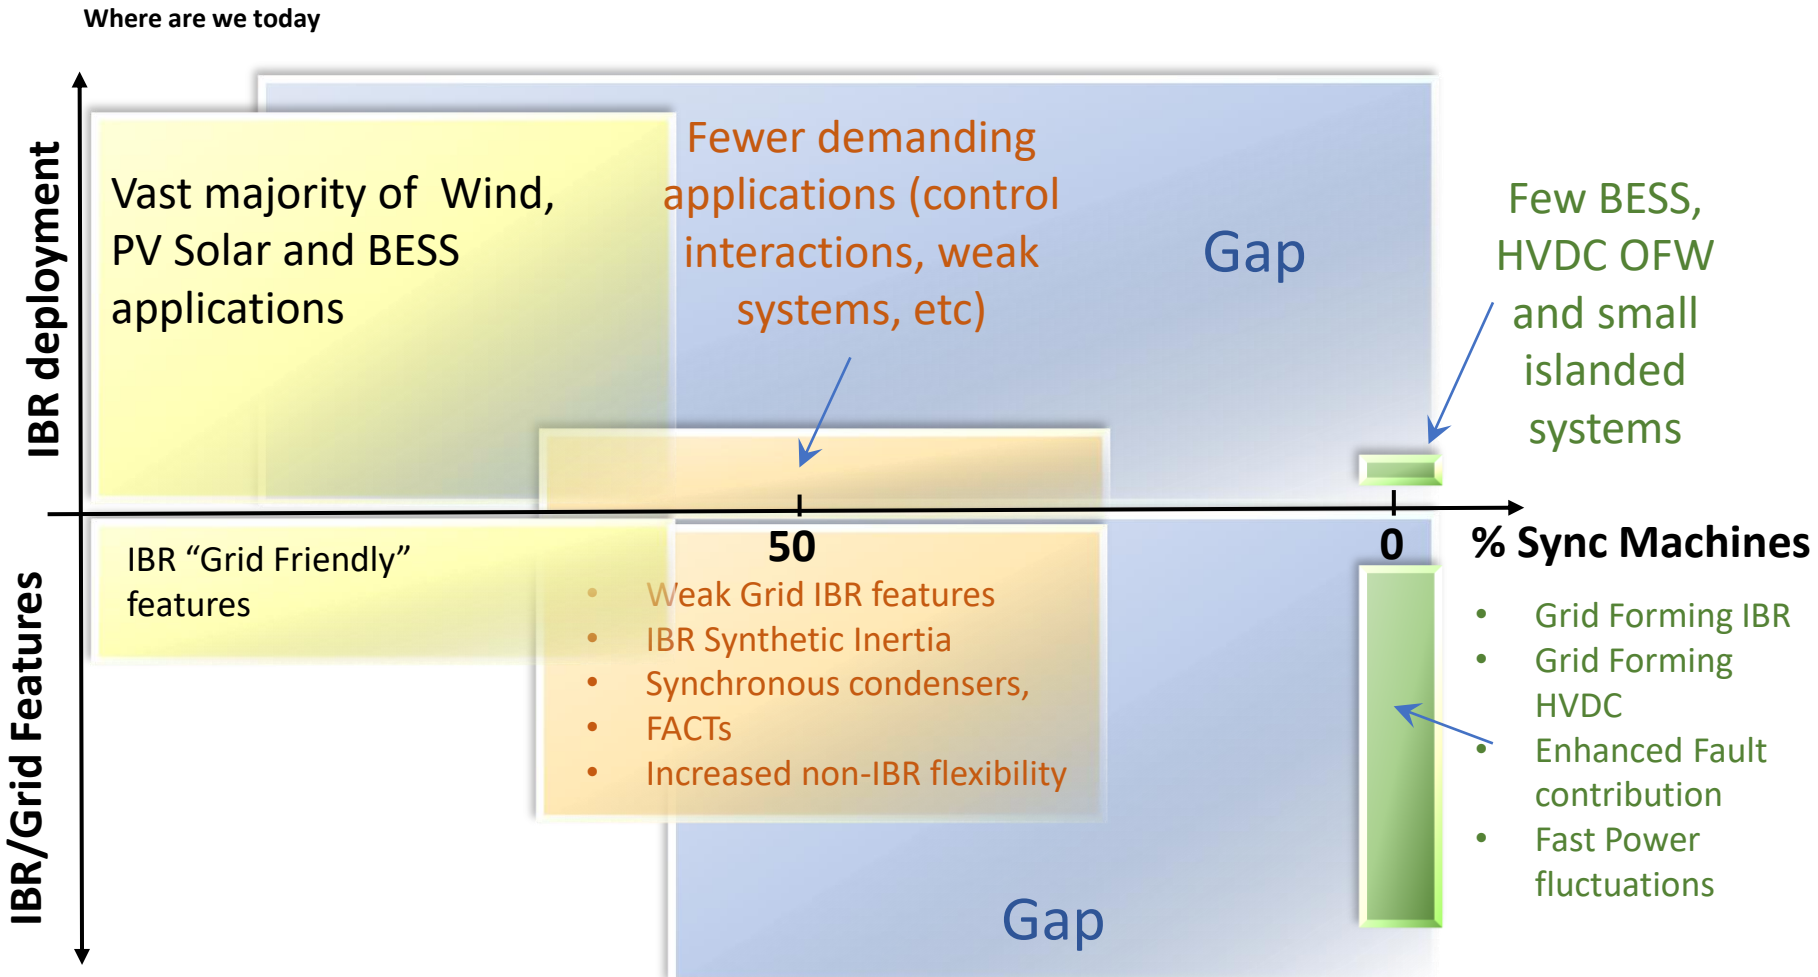 Where are we today
IBR deployment
Vast majority of Wind,
PV Solar and BESS
applications
Fewer demanding
applications (control
interactions, weak
systems, etc)
Gap
Few BESS,
HVDC OFW
and small
islanded
systems
50
0
% Sync Machines
IBR/Grid Features
IBR “Grid Friendly”
features
• Weak Grid IBR features
• IBR Synthetic Inertia
• Synchronous condensers,
• FACTs
• Increased non-IBR flexibility
Gap
• Grid Forming IBR
• Grid Forming
HVDC
• Enhanced Fault
contribution
• Fast Power
fluctuations